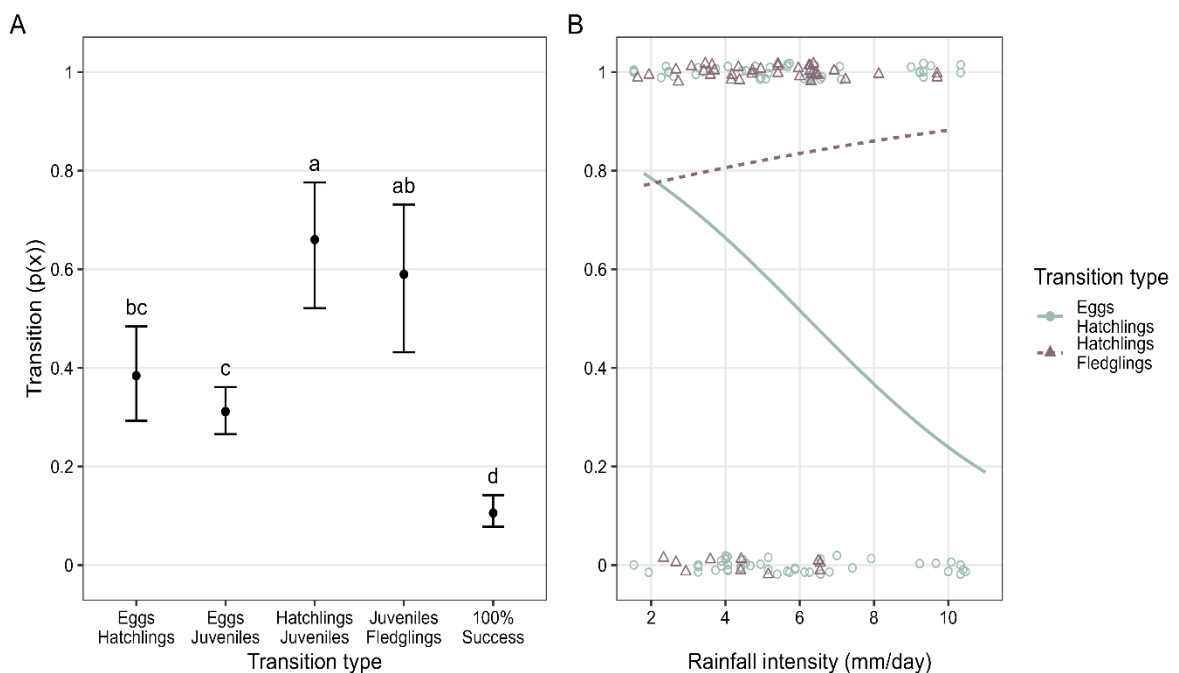 A
Transition (p(x))
1
0.8
0.6
0.4
0.2
0
bc
c
a
ab
d
Eggs
Hatchlings
Eggs
Juveniles
Hatchlings
Juveniles
Juveniles
Fledglings
100%
Success
Transition type
B
1
0.8
0.6
0.4
0.2
0
2
4
6
8
10
Rainfall intensity (mm/day)
Transition type
Eggs
Hatchlings
Hatchlings
Fledglings